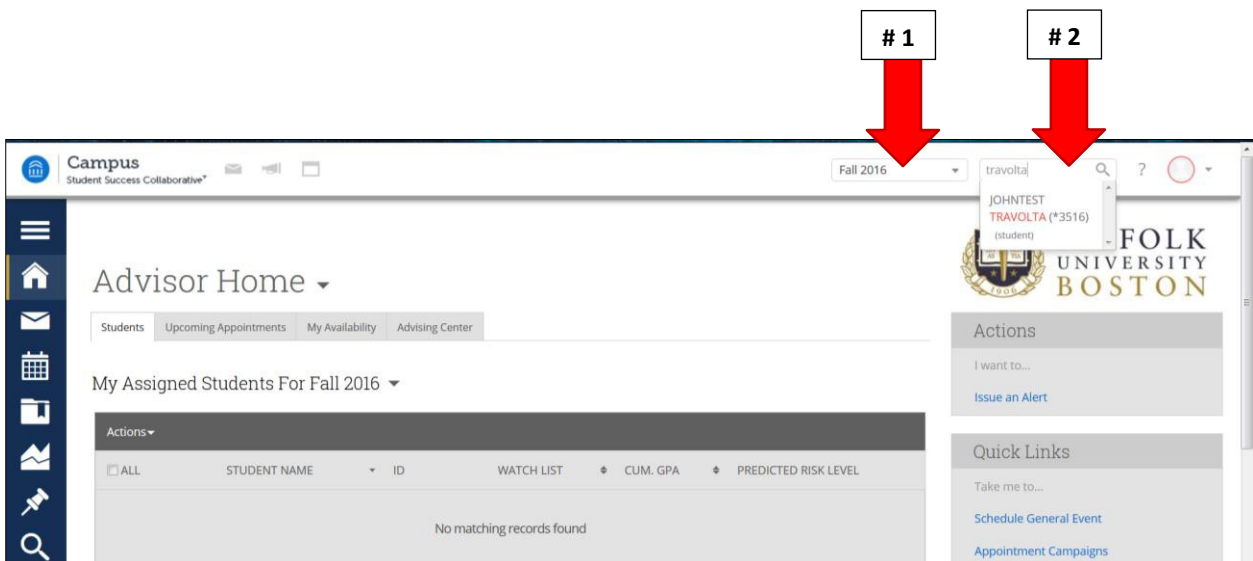 # 1
# 2
Campus
Student Success Collaborative
Fall 2016
travolta
?
JOHNTEST
TRAVOLTA (*3516)
(student)
FOLK
UNIVERSITY
BOSTON
1906
Advisor Home
Students Upcoming Appointments My Availability Advising Center
My Assigned Students For Fall 2016
Actions
ALL STUDENT NAME ID WATCH LIST CUM. GPA PREDICTED RISK LEVEL
No matching records found
Actions
I want to...
Issue an Alert
Quick Links
Take me to...
Schedule General Event
Appointment Campaigns